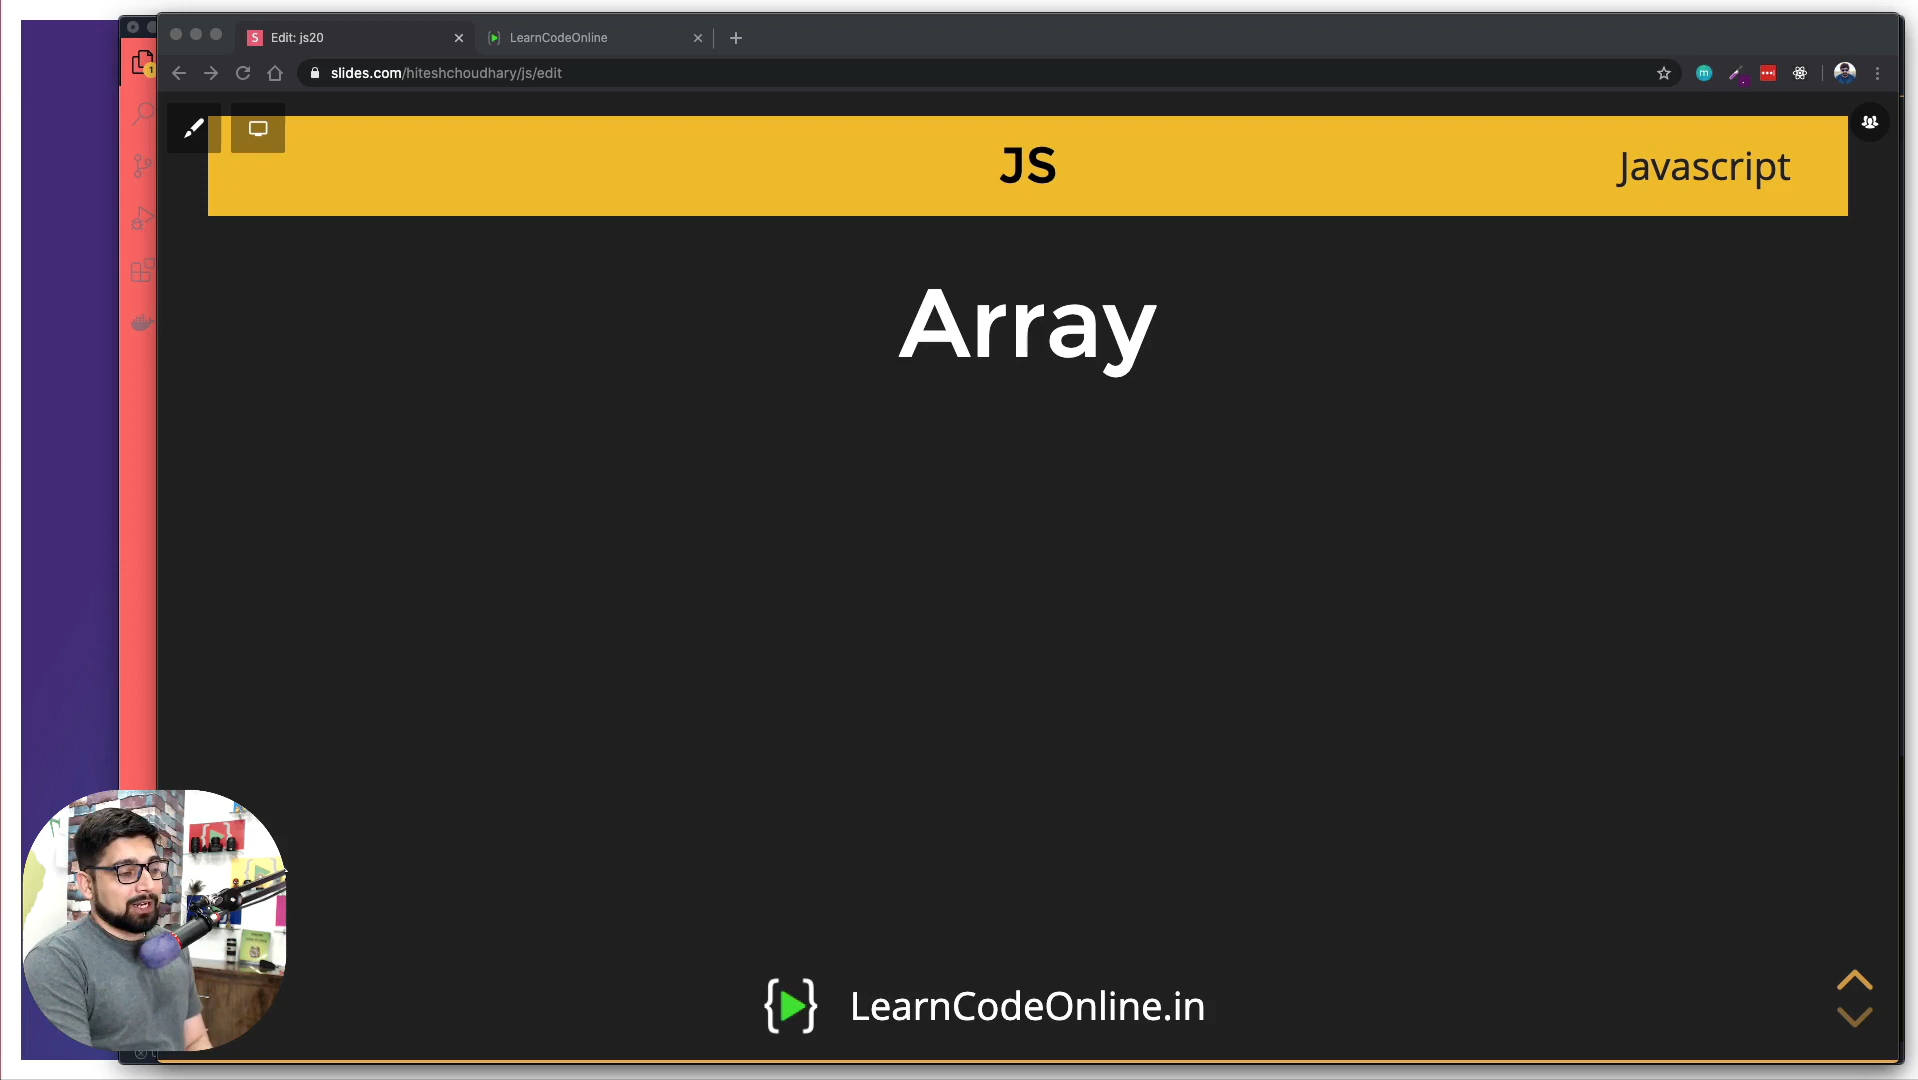 Edit: js20
LearnCodeOnline
slides.com/hiteshchoudhary/js/edit
JS
Javascript
Array
LearnCodeOnline.in